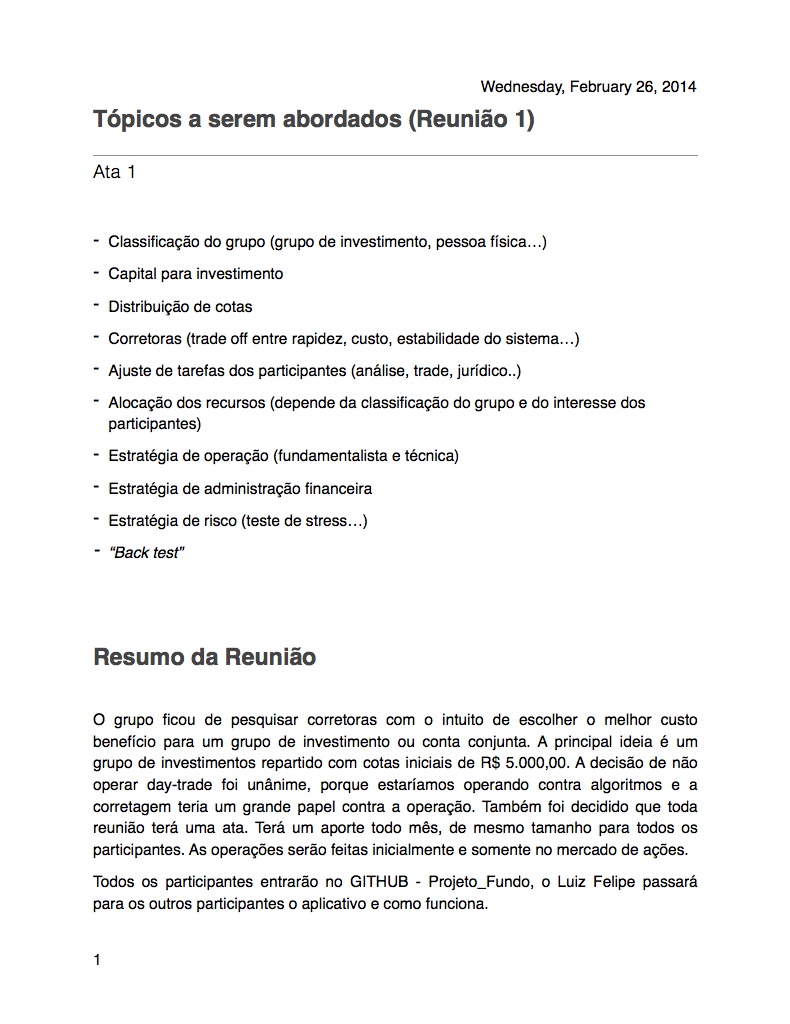 Wednesday, February 26, 2014
Tópicos a serem abordados (Reunião 1)
Ata 1
- Classificação do grupo (grupo de investimento, pessoa física…)
- Capital para investimento
- Distribuição de cotas
- Corretoras (trade off entre rapidez, custo, estabilidade do sistema…)
- Ajuste de tarefas dos participantes (análise, trade, jurídico..)
- Alocação dos recursos (depende da classificação do grupo e do interesse dos
participantes)
- Estratégia de operação (fundamentalista e técnica)
- Estratégia de administração financeira
- Estratégia de risco (teste de stress…)
- “Back test”
Resumo da Reunião
O grupo ficou de pesquisar corretoras com o intuito de escolher o melhor custo
benefício para um grupo de investimento ou conta conjunta. A principal ideia é um
grupo de investimentos repartido com cotas iniciais de R$ 5.000,00. A decisão de não
operar day-trade foi unânime, porque estaríamos operando contra algoritmos e a
corretagem teria um grande papel contra a operação. Também foi decidido que toda
reunião terá uma ata. Terá um aporte todo mês, de mesmo tamanho para todos os
participantes. As operações serão feitas inicialmente e somente no mercado de ações.
Todos os participantes entrarão no GITHUB - Projeto_Fundo, o Luiz Felipe passará
para os outros participantes o aplicativo e como funciona.
1